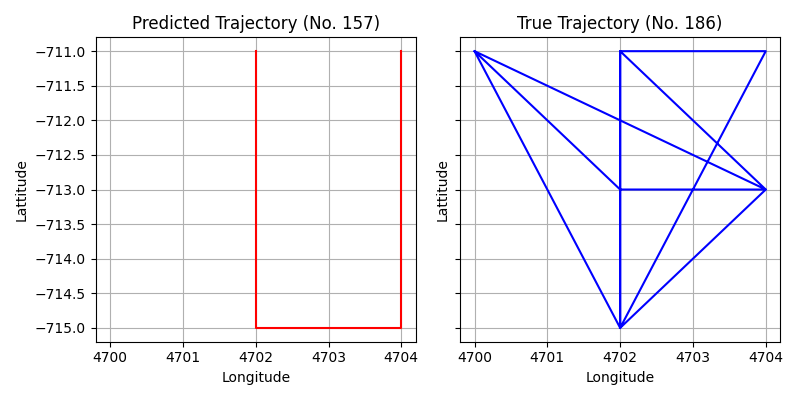 Predicted Trajectory (No. 157)
Lattitude
−711.0
−711.5
−712.0
−712.5
−713.0
−713.5
−714.0
−714.5
−715.0
4700 4701 4702 4703 4704
Longitude
True Trajectory (No. 186)
Lattitude
4700 4701 4702 4703 4704
Longitude